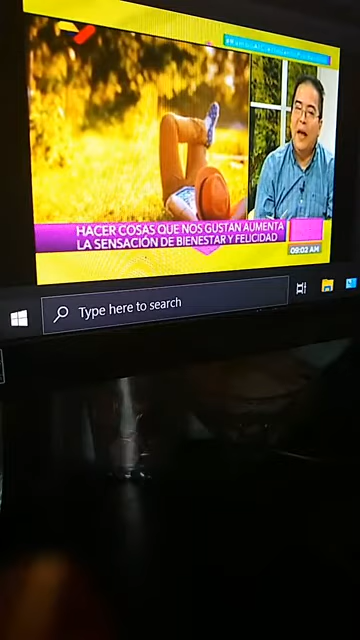 HACER COSAS QUE NOS GUSTAN AUMENTA
LA SENSACIÓN DE BIENESTAR Y FELICIDAD
09:02 AM
Type here to search